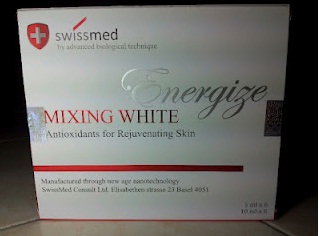 swissmed
by advanced biological technique
Energize
MIXING WHITE
Antioxidants for Rejuvenating Skin
Manufactured through new age nanotechnology
SwissMed Consult Ltd. Elisabethen strasse 23 Basel 4051